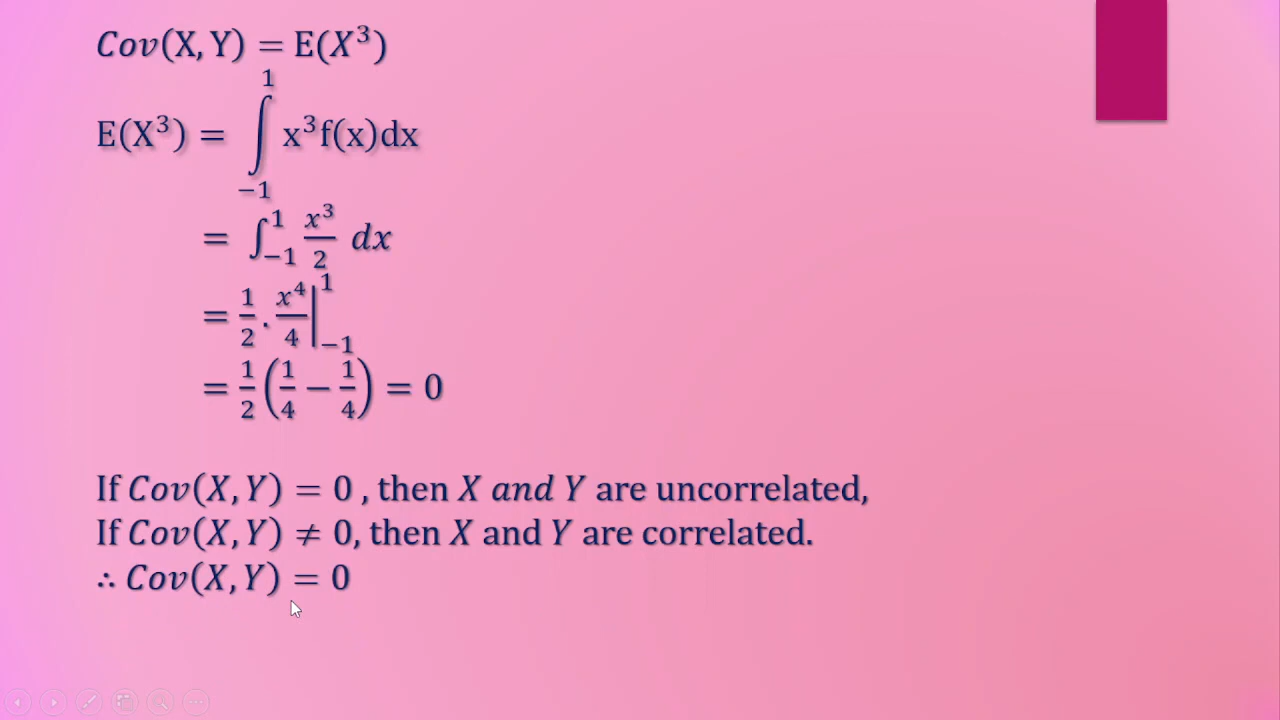 Cov(X, Y) = E(X³)
E(X³) = ∫₋₁¹ x³f(x)dx
= ∫₋₁¹ x³/2 dx
= 1/2 . x⁴/4 |₋₁¹
= 1/2 (1/4 − 1/4) = 0
If Cov(X, Y) = 0 , then X and Y are uncorrelated,
If Cov(X, Y) ≠ 0, then X and Y are correlated.
∴ Cov(X, Y) = 0